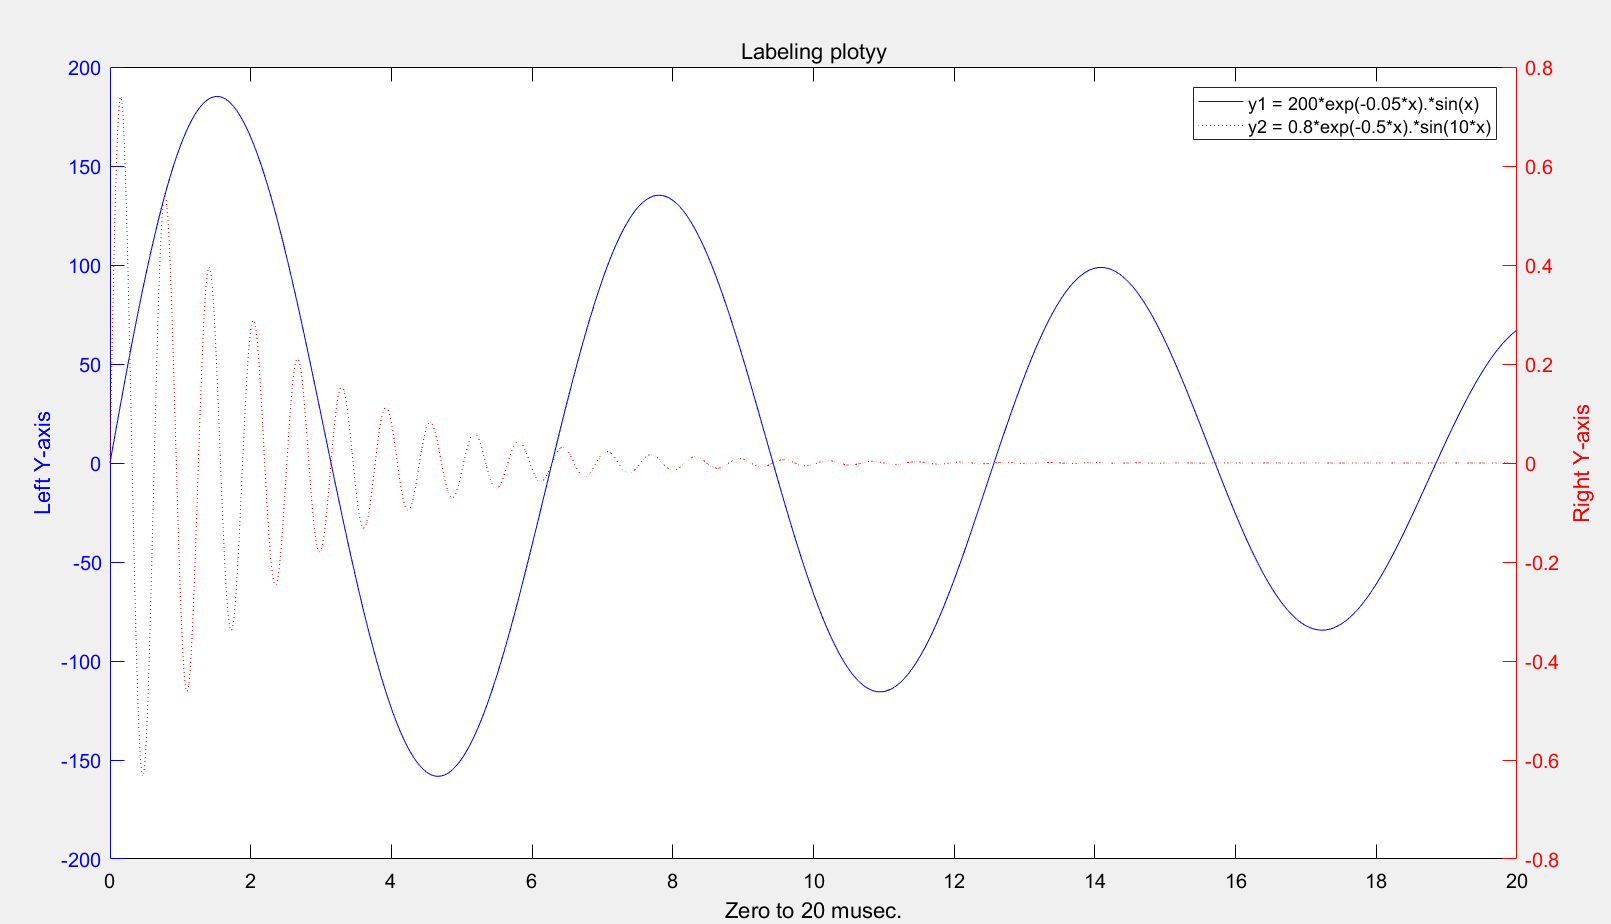 Labeling plotyy
y1 = 200*exp(-0.05*x).*sin(x)
y2 = 0.8*exp(-0.5*x).*sin(10*x)
Left Y-axis
200
150
100
50
0
-50
-100
-150
-200
0.8
0.6
0.4
0.2
0
-0.2
-0.4
-0.6
-0.8
Right Y-axis
0 2 4 6 8 10 12 14 16 18 20
Zero to 20 musec.